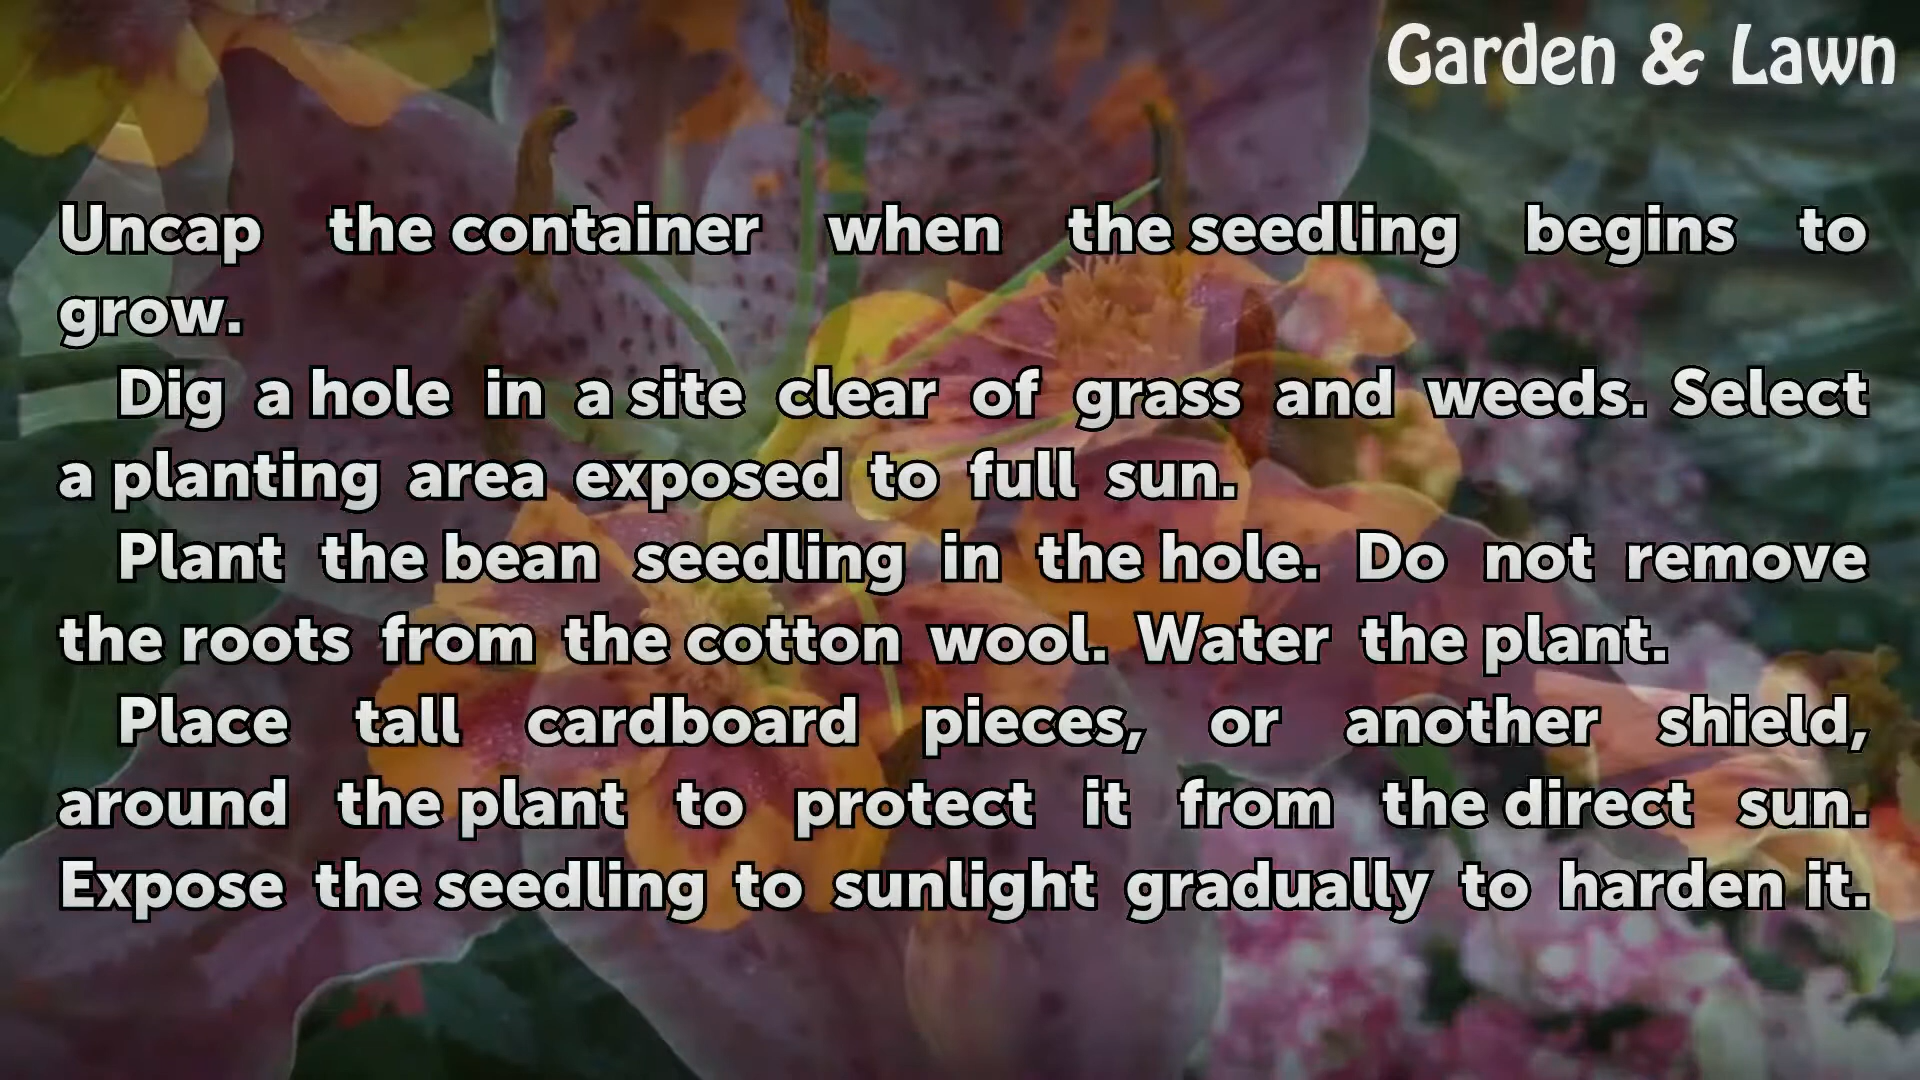 Garden & Lawn
Uncap the container when the seedling begins to
grow.
Dig a hole in a site clear of grass and weeds. Select
a planting area exposed to full sun.
Plant the bean seedling in the hole. Do not remove
the roots from the cotton wool. Water the plant.
Place tall cardboard pieces, or another shield,
around the plant to protect it from the direct sun.
Expose the seedling to sunlight gradually to harden it.